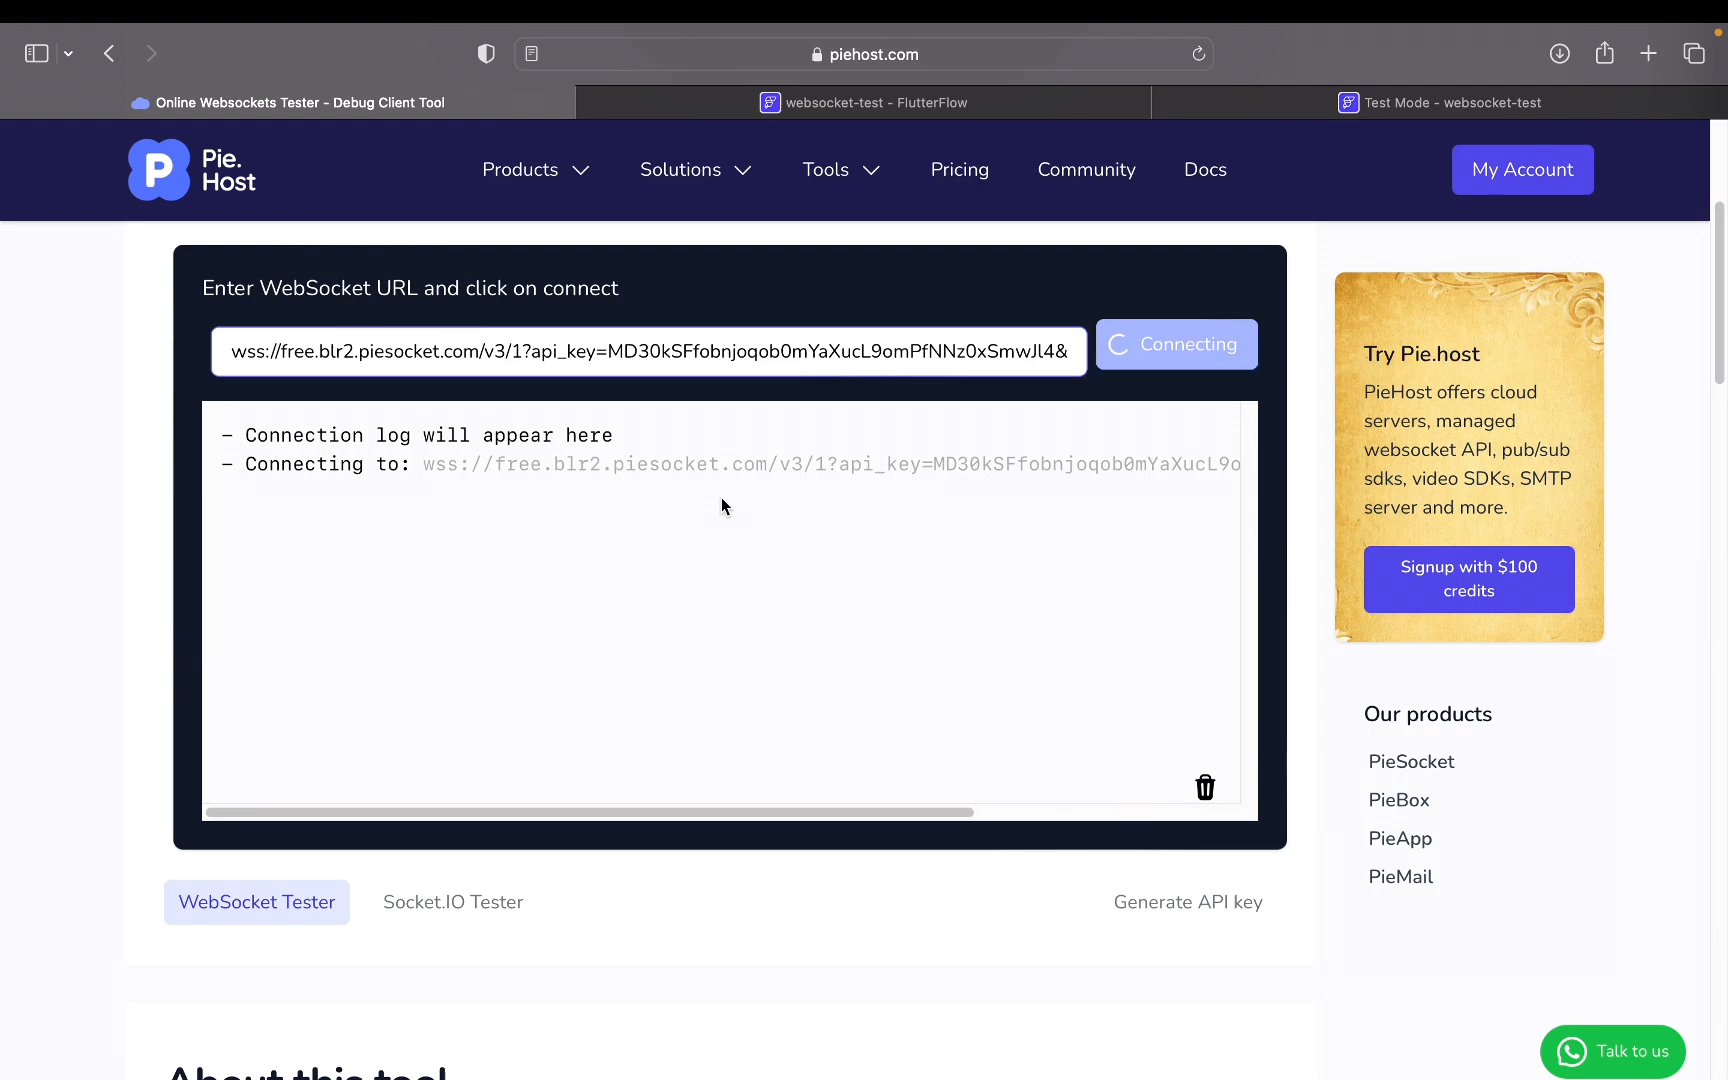 piehost.com
Online Websockets Tester - Debug Client Tool
websocket-test - FlutterFlow
Test Mode - websocket-test
P
Pie.
Host
Products
Solutions
Tools
Pricing
Community
Docs
My Account
Enter WebSocket URL and click on connect
wss://free.blr2.piesocket.com/v3/1?api_key=MD30kSFfobnjoqob0mYaXucL9omPfNNz0xSmwJl4&
Connecting
- Connection log will appear here
- Connecting to: wss://free.blr2.piesocket.com/v3/1?api_key=MD30kSFfobnjoqob0mYaXucL9o
Try Pie.host
PieHost offers cloud
servers, managed
websocket API, pub/sub
sdks, video SDKs, SMTP
server and more.
Signup with $100
credits
Our products
PieSocket
PieBox
PieApp
PieMail
WebSocket Tester
Socket.IO Tester
Generate API key
About this tool
Talk to us